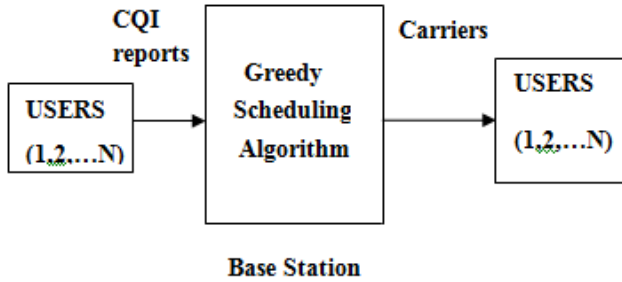 CQI
reports
USERS
(1,2,…N)
Greedy
Scheduling
Algorithm
Carriers
USERS
(1,2,…N)
Base Station